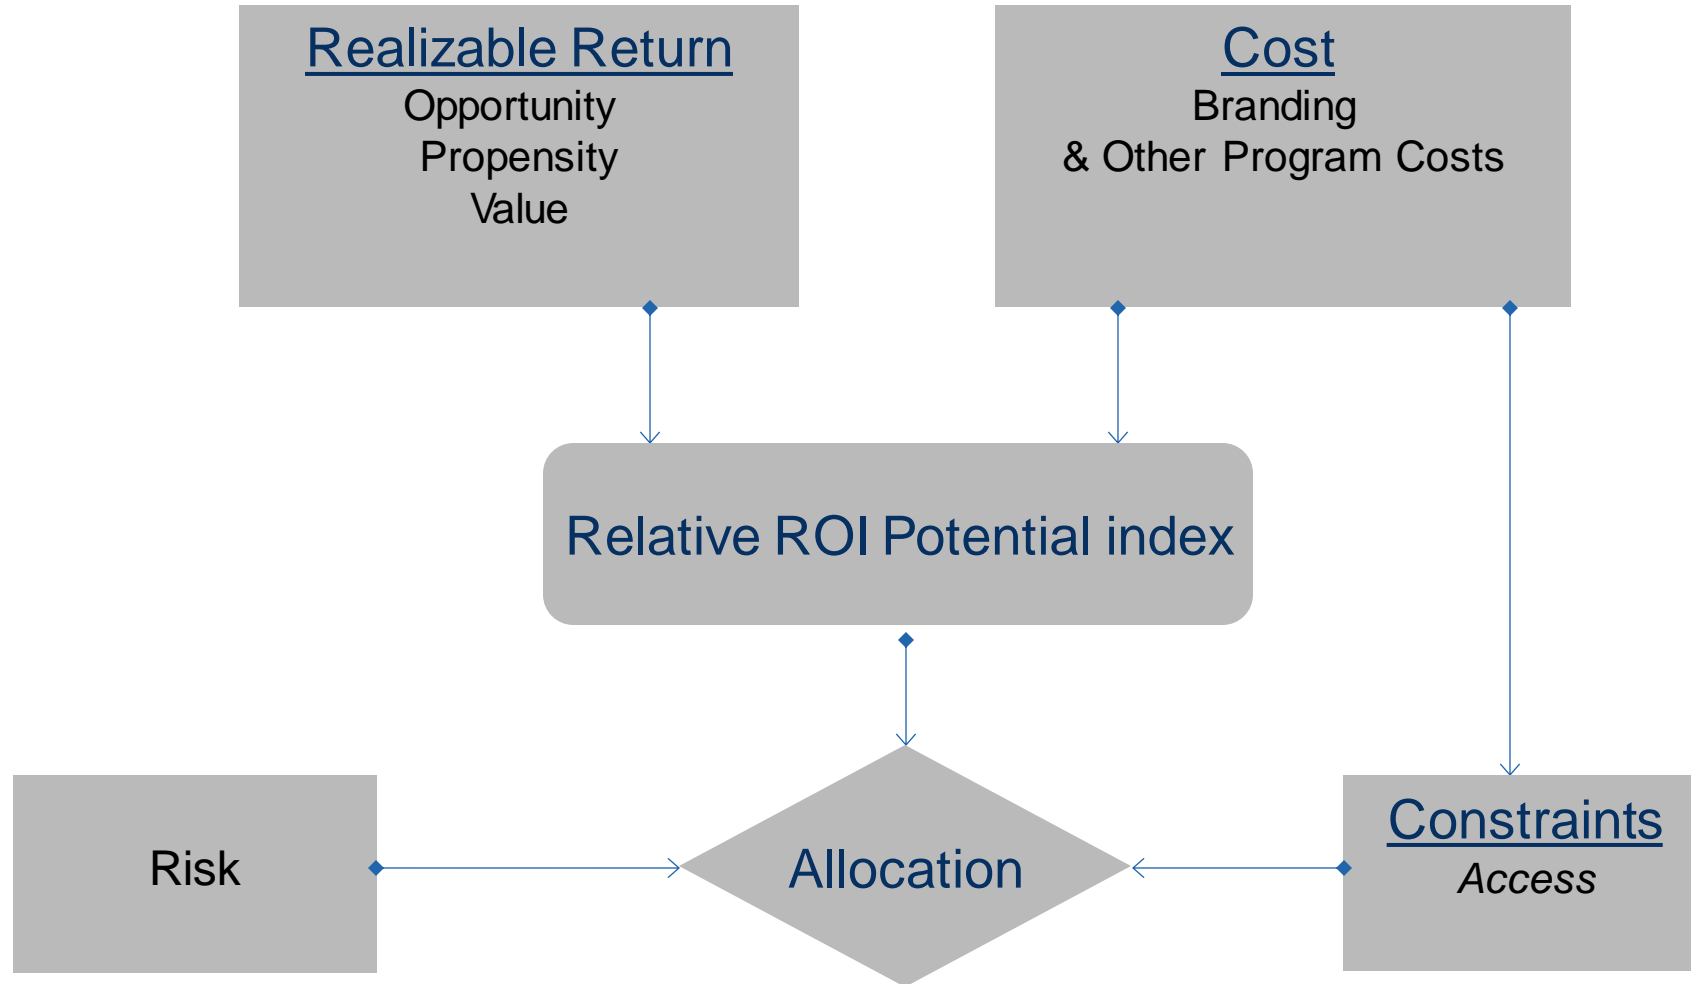 Realizable Return
Opportunity
Propensity
Value
Cost
Branding
& Other Program Costs
Relative ROI Potential index
Risk
Allocation
Constraints
Access